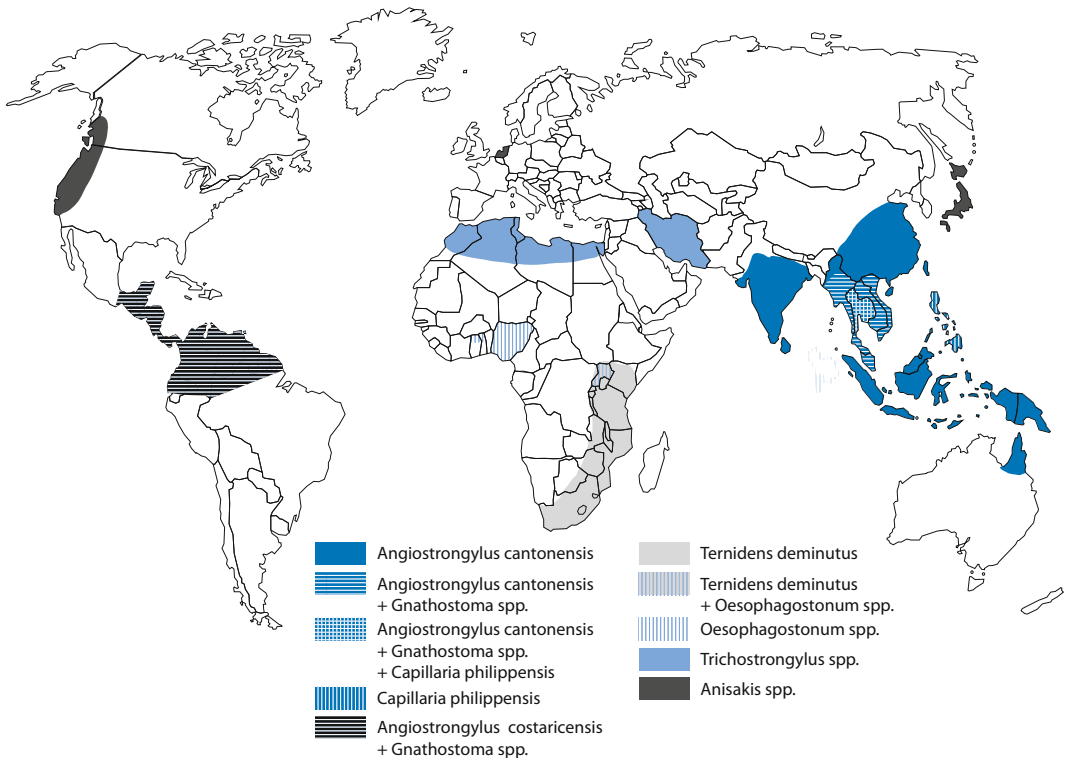 Angiostrongylus cantonensis
Angiostrongylus cantonensis
+ Gnathostoma spp.
Angiostrongylus cantonensis
+ Gnathostoma spp.
+ Capillaria philippensis
Capillaria philippensis
Angiostrongylus costaricensis
+ Gnathostoma spp.
Ternidens deminutus
Ternidens deminutus
+ Oesophagostonum spp.
Oesophagostonum spp.
Trichostrongylus spp.
Anisakis spp.